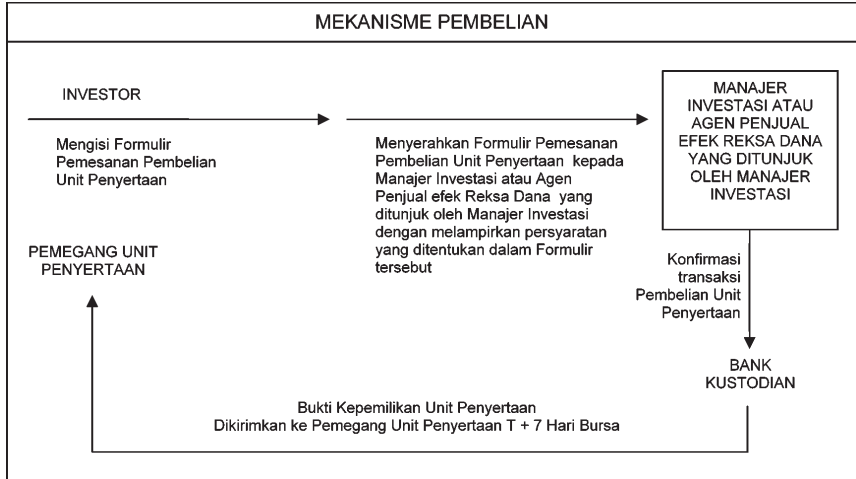 MEKANISME PEMBELIAN
INVESTOR
Mengisi Formulir
Pemesanan Pembelian
Unit Penyertaan
Menyerahkan Formulir Pemesanan
Pembelian Unit Penyertaan kepada
Manajer Investasi atau Agen
Penjual efek Reksa Dana yang
ditunjuk oleh Manajer Investasi
dengan melampirkan persyaratan
yang ditentukan dalam Formulir
tersebut
MANAJER
INVESTASI ATAU
AGEN PENJUAL
EFEK REKSA DANA
YANG DITUNJUK
OLEH MANAJER
INVESTASI
Konfirmasi
transaksi
Pembelian Unit
Penyertaan
BANK
KUSTODIAN
Bukti Kepemilikan Unit Penyertaan
Dikirimkan ke Pemegang Unit Penyertaan T + 7 Hari Bursa
PEMEGANG UNIT
PENYERTAAN